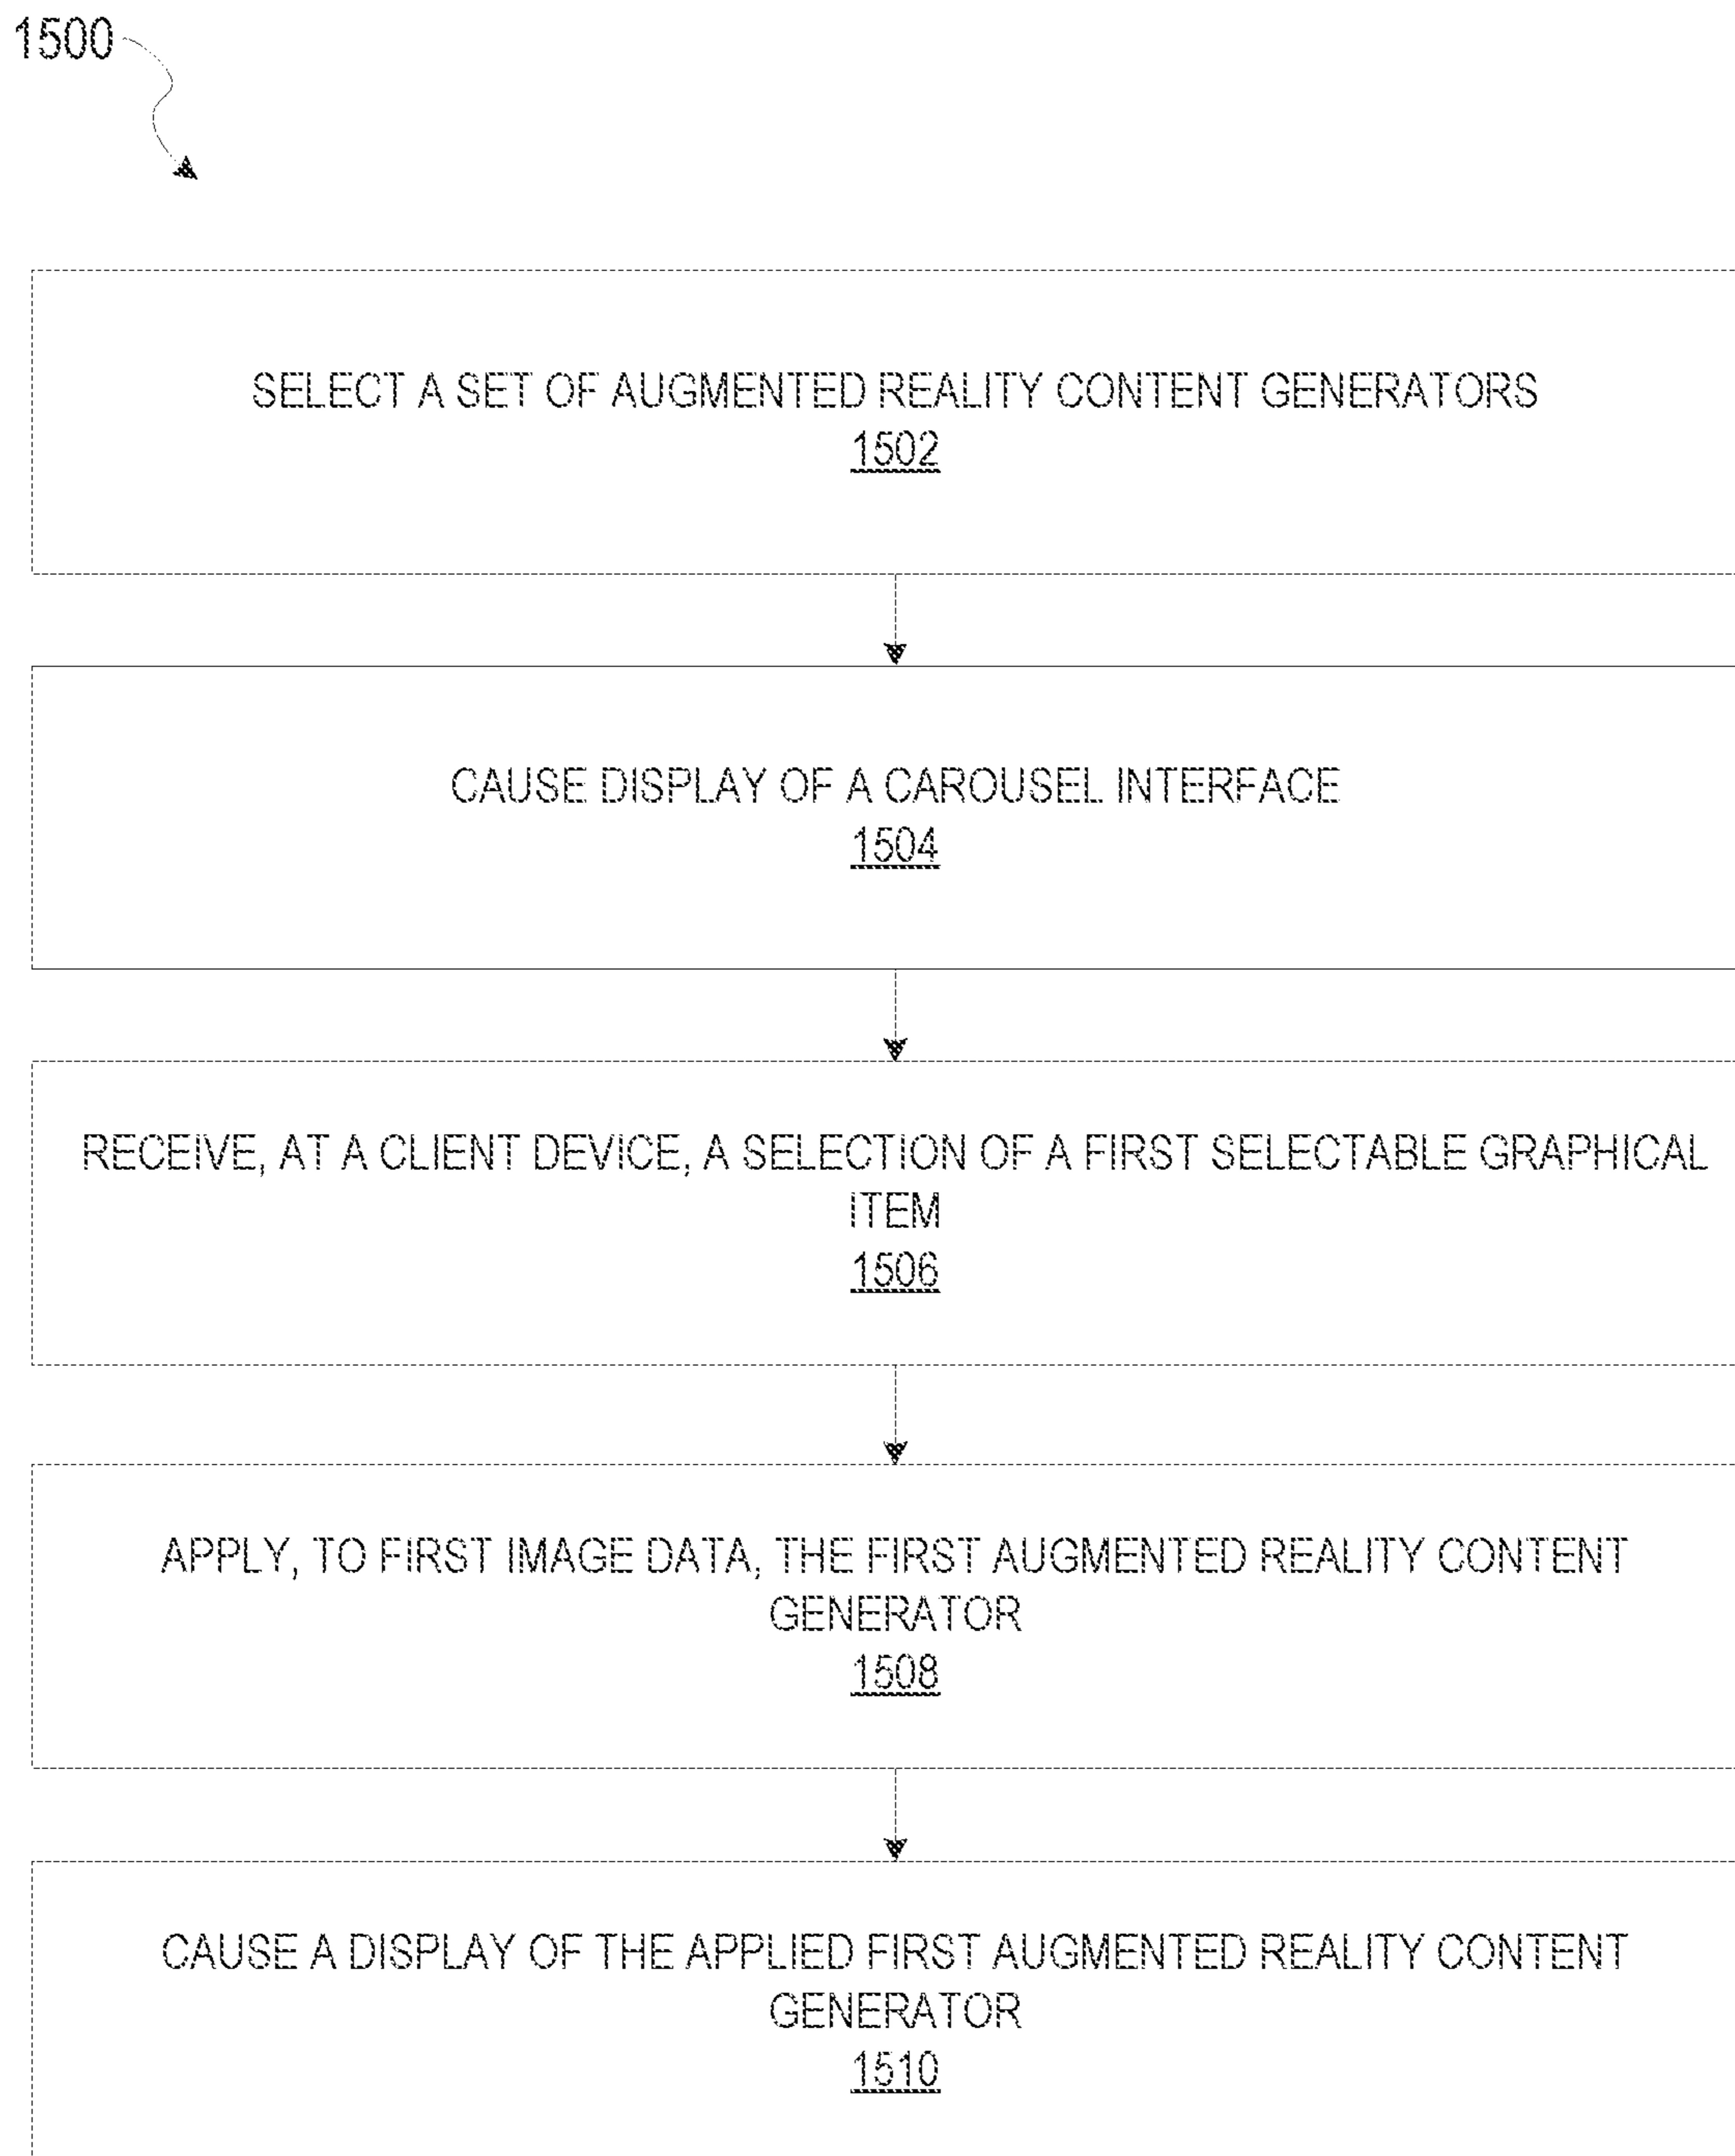 1500
SELECT A SET OF AUGMENTED REALITY CONTENT GENERATORS
1502
CAUSE DISPLAY OF A CAROUSEL INTERFACE
1504
RECEIVE, AT A CLIENT DEVICE, A SELECTION OF A FIRST SELECTABLE GRAPHICAL
ITEM
1506
APPLY, TO FIRST IMAGE DATA, THE FIRST AUGMENTED REALITY CONTENT
GENERATOR
1508
CAUSE A DISPLAY OF THE APPLIED FIRST AUGMENTED REALITY CONTENT
GENERATOR
1510